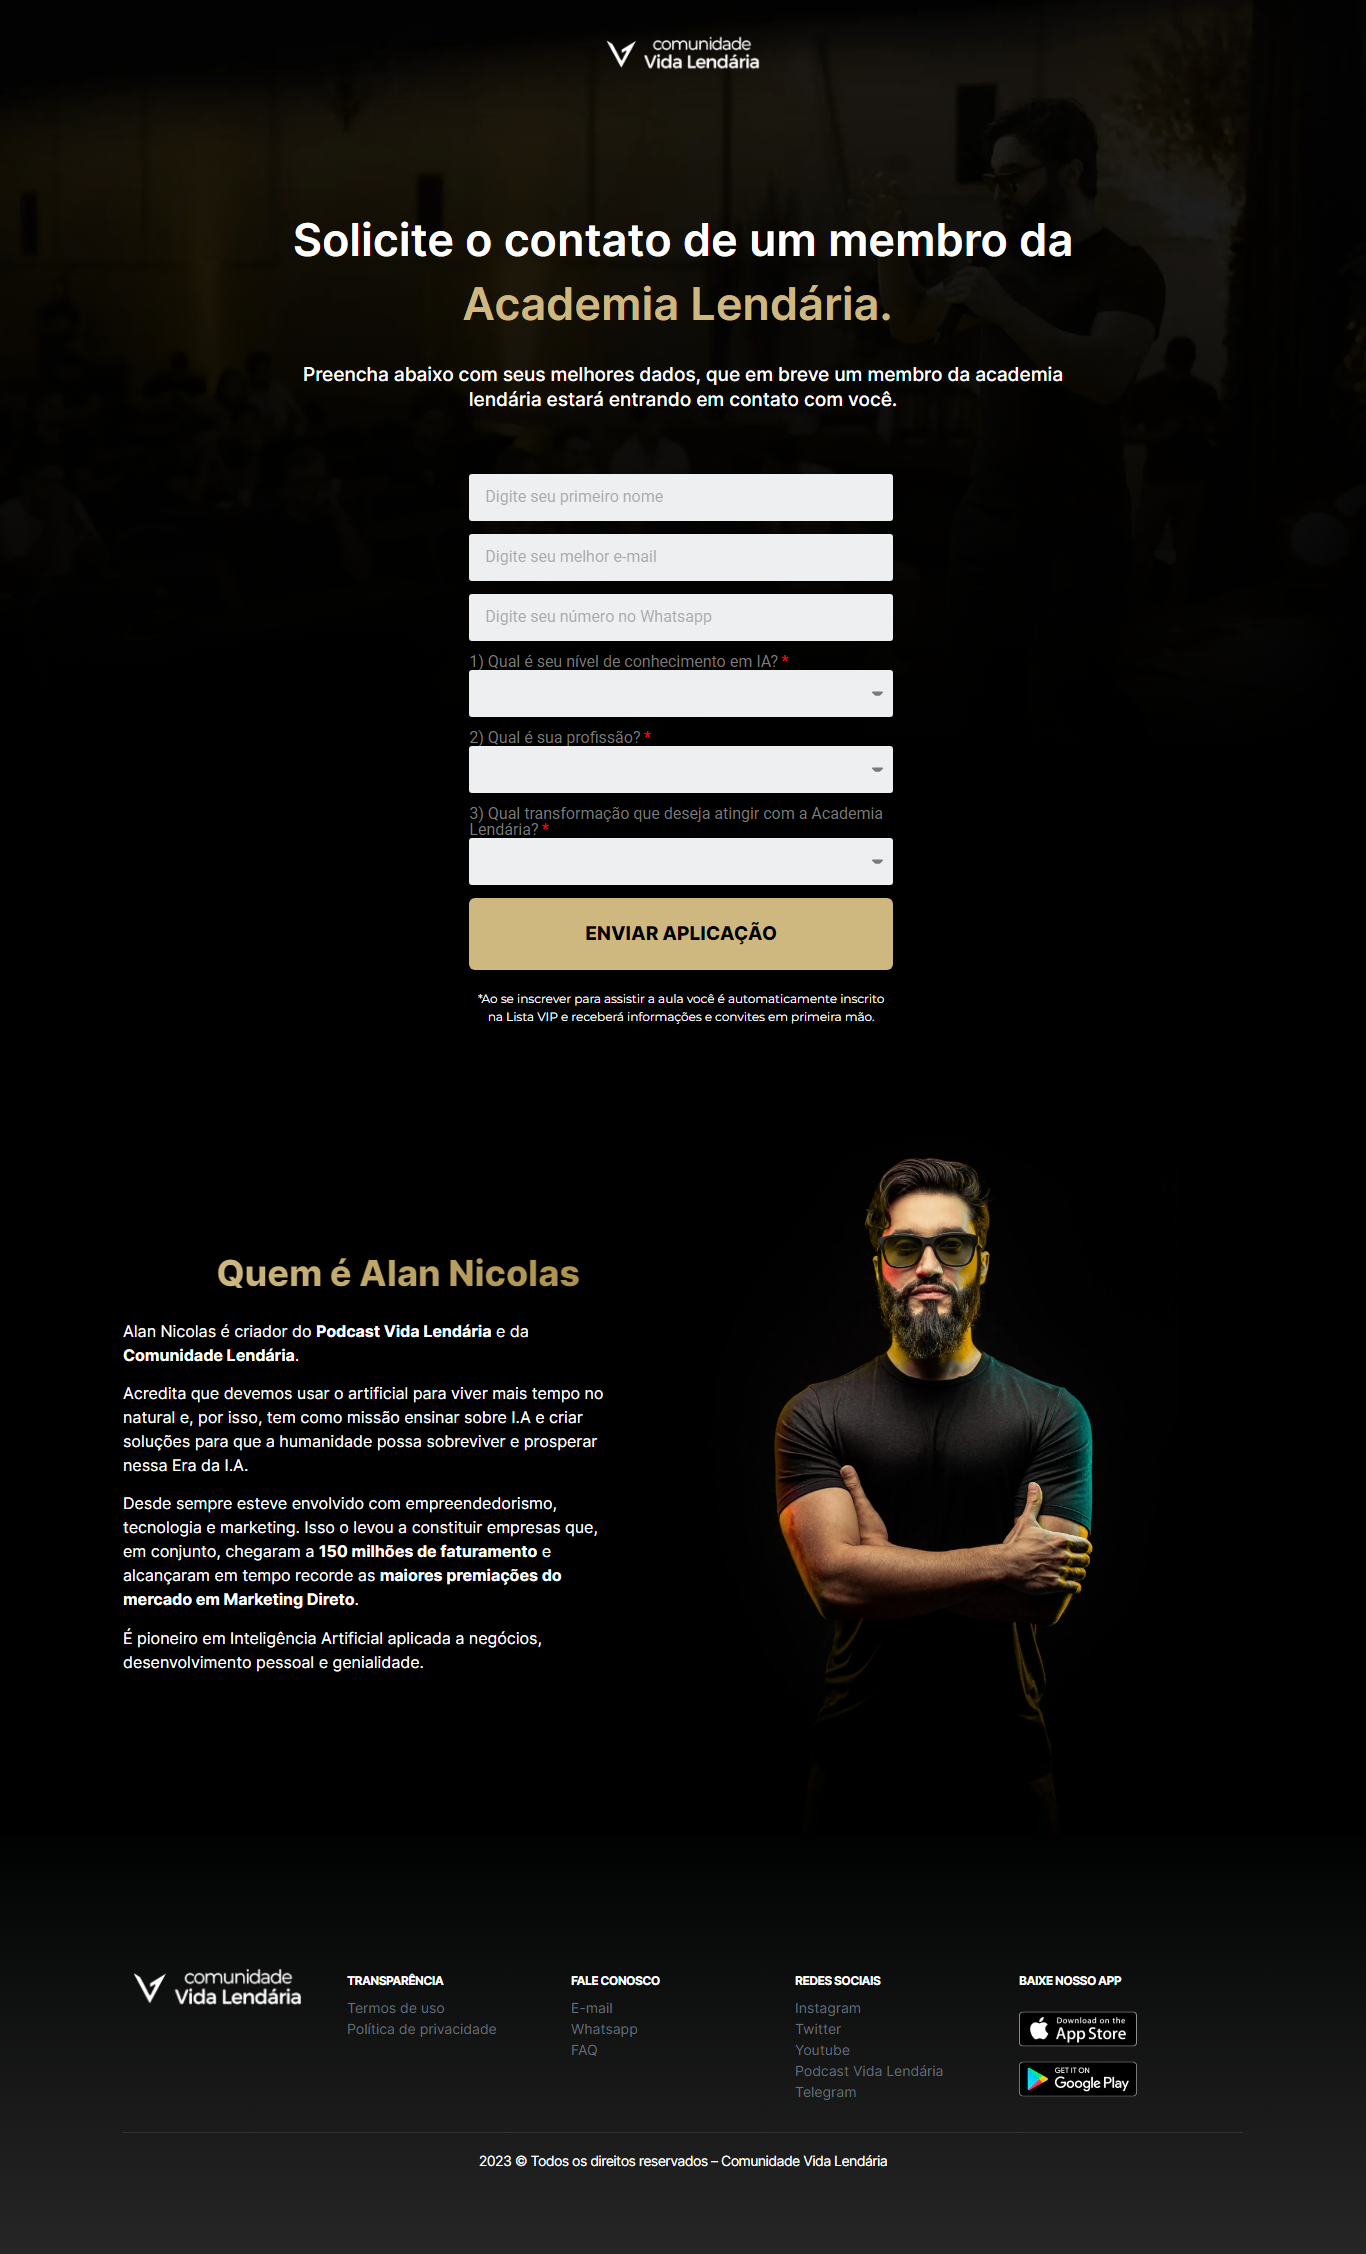 comunidade
Vida Lendária
Solicite o contato de um membro da
Academia Lendária.
Preencha abaixo com seus melhores dados, que em breve um membro da academia
lendária estará entrando em contato com você.
Digite seu primeiro nome
Digite seu melhor e-mail
Digite seu número no Whatsapp
1) Qual é seu nível de conhecimento em IA? *
2) Qual é sua profissão? *
3) Qual transformação que deseja atingir com a Academia
Lendária? *
ENVIAR APLICAÇÃO
*Ao se inscrever para assistir a aula você é automaticamente inscrito
na Lista VIP e receberá informações e convites em primeira mão.
Quem é Alan Nicolas
Alan Nicolas é criador do Podcast Vida Lendária e da
Comunidade Lendária.
Acredita que devemos usar o artificial para viver mais tempo no
natural e, por isso, tem como missão ensinar sobre I.A e criar
soluções para que a humanidade possa sobreviver e prosperar
nessa Era da I.A.
Desde sempre esteve envolvido com empreendedorismo,
tecnologia e marketing. Isso o levou a constituir empresas que,
em conjunto, chegaram a 150 milhões de faturamento e
alcançaram em tempo recorde as maiores premiações do
mercado em Marketing Direto.
É pioneiro em Inteligência Artificial aplicada a negócios,
desenvolvimento pessoal e genialidade.
comunidade
Vida Lendária
TRANSPARÊNCIA
Termos de uso
Política de privacidade
FALE CONOSCO
E-mail
Whatsapp
FAQ
REDES SOCIAIS
Instagram
Twitter
Youtube
Podcast Vida Lendária
Telegram
BAIXE NOSSO APP
Download on the
App Store
GET IT ON
Google Play
2023 © Todos os direitos reservados – Comunidade Vida Lendária